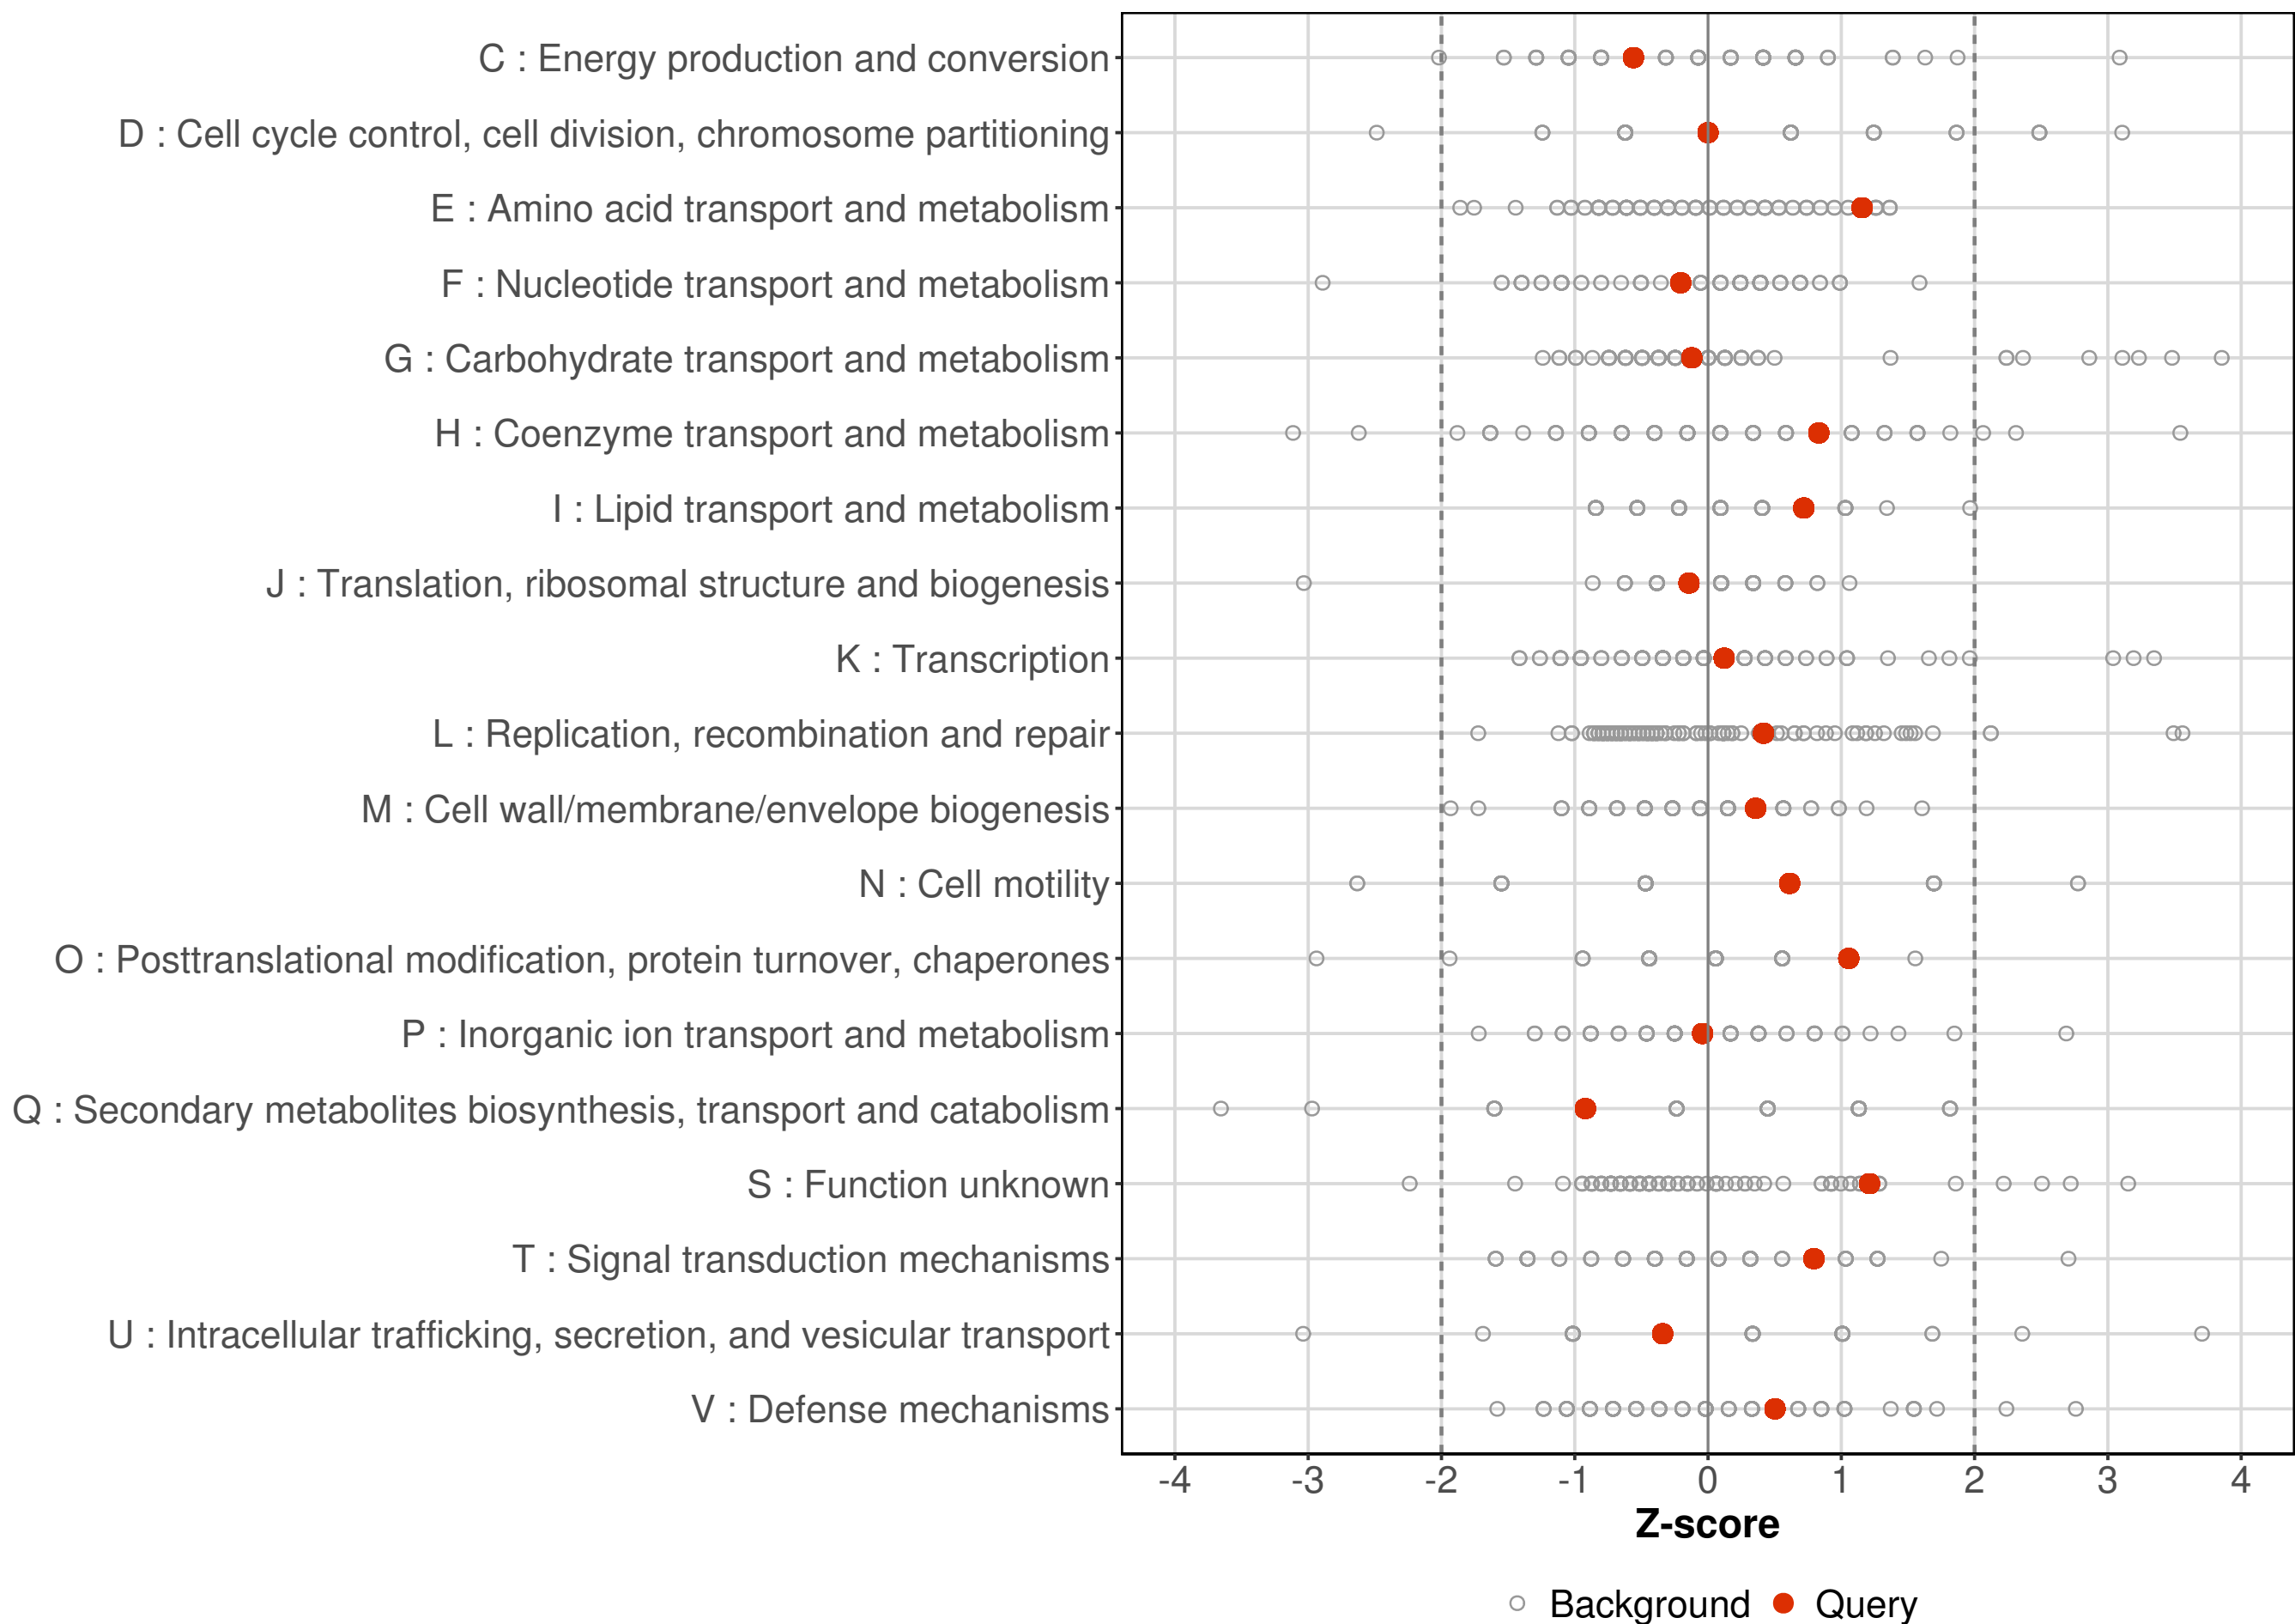 C : Energy production and conversion
D : Cell cycle control, cell division, chromosome partitioning
E : Amino acid transport and metabolism
F : Nucleotide transport and metabolism
G : Carbohydrate transport and metabolism
H : Coenzyme transport and metabolism
I : Lipid transport and metabolism
J : Translation, ribosomal structure and biogenesis
K : Transcription
L : Replication, recombination and repair
M : Cell wall/membrane/envelope biogenesis
N : Cell motility
O : Posttranslational modification, protein turnover, chaperones
P : Inorganic ion transport and metabolism
Q : Secondary metabolites biosynthesis, transport and catabolism
S : Function unknown
T : Signal transduction mechanisms
U : Intracellular trafficking, secretion, and vesicular transport
V : Defense mechanisms
-4 -3 -2 -1 0 1 2 3 4
Z-score
Background Query